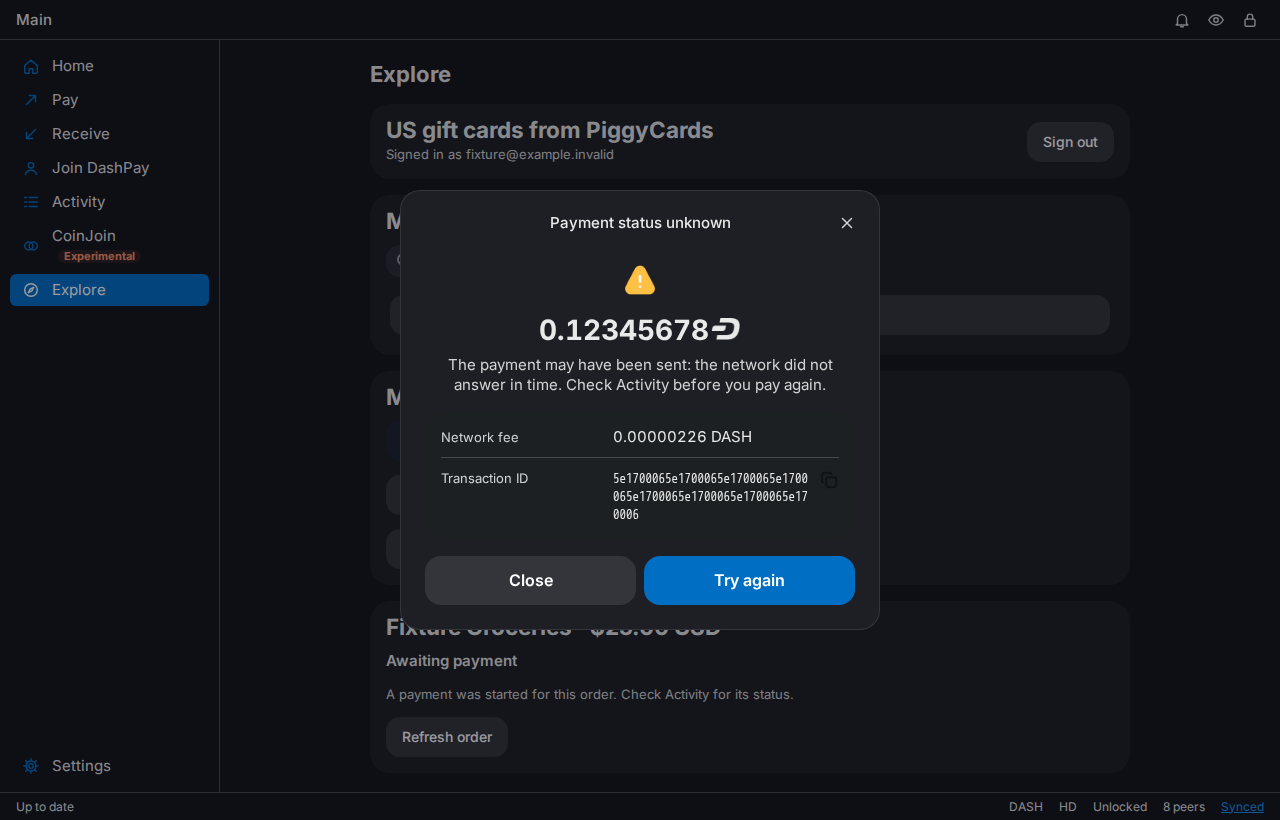 Main
Home
Pay
Receive
Join DashPay
Activity
CoinJoin
Experimental
Explore
Settings
Explore
US gift cards from PiggyCards
Signed in as fixture@example.invalid
Sign out
Payment status unknown
0.12345678
The payment may have been sent: the network did not
answer in time. Check Activity before you pay again.
Network fee 0.00000226 DASH
Transaction ID 5e1700065e1700065e1700065e1700
065e1700065e1700065e1700065e17
0006
Close Try again
Awaiting payment
A payment was started for this order. Check Activity for its status.
Refresh order
Up to date DASH HD Unlocked 8 peers Synced